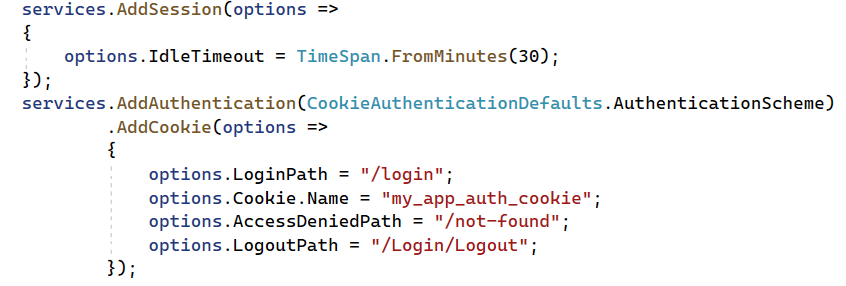 services.AddSession(options =>
{
    options.IdleTimeout = TimeSpan.FromMinutes(30);
});
services.AddAuthentication(CookieAuthenticationDefaults.AuthenticationScheme)
        .AddCookie(options =>
        {
            options.LoginPath = "/login";
            options.Cookie.Name = "my_app_auth_cookie";
            options.AccessDeniedPath = "/not-found";
            options.LogoutPath = "/Login/Logout";
        });